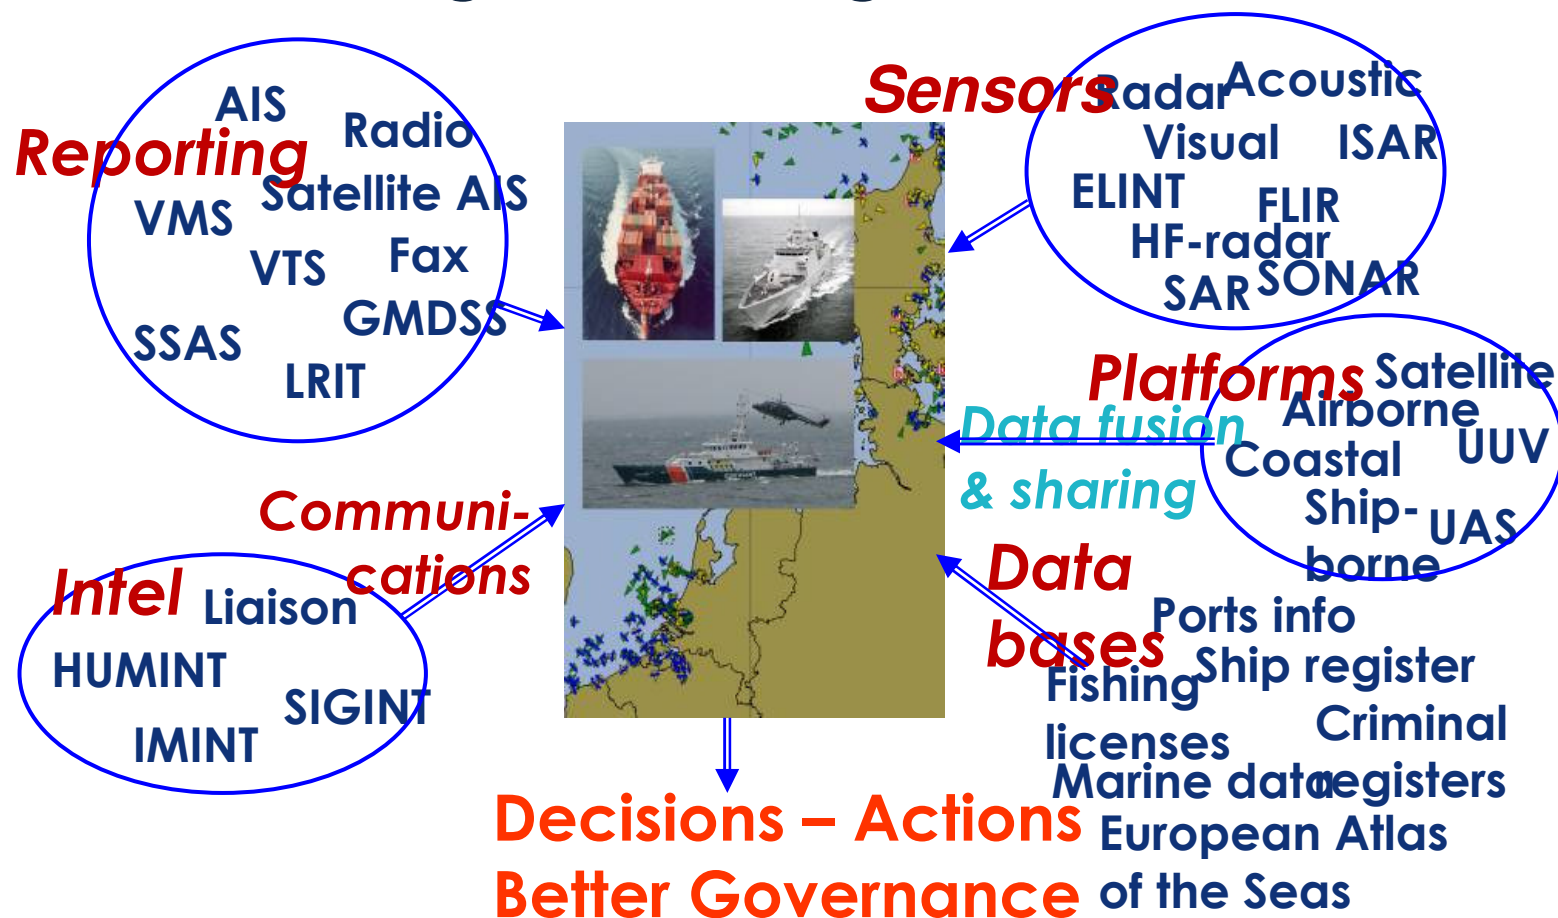 AIS
Radio
Reporting
Satellite AIS
VMS
VTS
Fax
GMDSS
SSAS
LRIT
Sensors
Radar
Acoustic
Visual
ISAR
ELINT
FLIR
HF-radar
SAR
SONAR
Platforms
Satellite
Airborne
Coastal
UUV
Ship-
borne
UAS
Data fusion
& sharing
Communi-
cations
Intel
Liaison
HUMINT
SIGINT
IMINT
Data
bases
Ports info
Ship register
Fishing
licenses
Criminal
registers
Marine data
European Atlas
of the Seas
Decisions – Actions
Better Governance